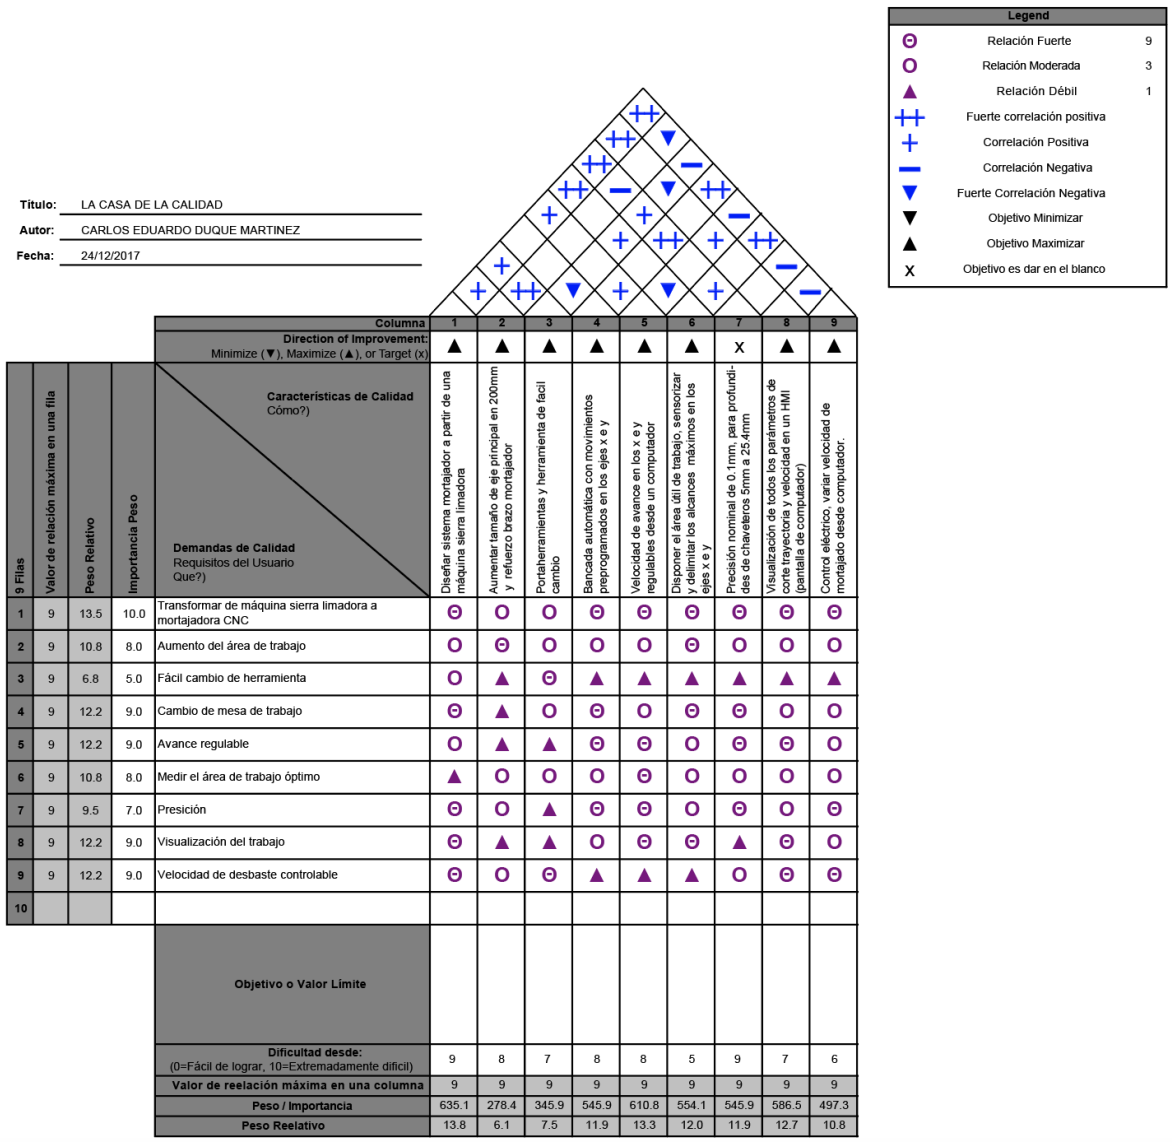 Legend
Θ Relación Fuerte 9
Ο Relación Moderada 3
▲ Relación Débil 1
++ Fuerte correlación positiva
+ Correlación Positiva
− Correlación Negativa
▼ Fuerte Correlación Negativa
▼ Objetivo Minimizar
▲ Objetivo Maximizar
x Objetivo es dar en el blanco
Título: LA CASA DE LA CALIDAD
Autor: CARLOS EDUARDO DUQUE MARTINEZ
Fecha: 24/12/2017
Columna 1 2 3 4 5 6 7 8 9
Direction of Improvement:
Minimize (▼), Maximize (▲), or Target (x) ▲ ▲ ▲ ▲ ▲ ▲ x ▲ ▲
9 Filas
Valor de relación máxima en una fila
Peso Relativo
Importancia Peso
Características de Calidad
Cómo?)
Demandas de Calidad
Requisitos del Usuario
Que?)
Diseñar sistema mortajador a partir de una
máquina sierra limadora
Aumentar tamaño de eje principal en 200mm
y refuerzo brazo mortajador
Portaherramientas y herramienta de facil
cambio
Bancada automática con movimientos
preprogramados en los ejes x e y
Velocidad de avance en los x e y
regulables desde un computador
Disponer el área útil de trabajo, sensorizar
y delimitar los alcances máximos en los
ejes x e y
Precisión nominal de 0.1mm, para profundi-
des de chaveteros 5mm a 25.4mm
Visualización de todos los parámetros de
corte trayectoria y velocidad en un HMI
(pantalla de computador)
Control eléctrico, variar velocidad de
mortajado desde computador.
1 9 13.5 10.0 Transformar de máquina sierra limadora a
mortajadora CNC Θ Ο Ο Θ Θ Θ Θ Θ Θ
2 9 10.8 8.0 Aumento del área de trabajo Ο Θ Ο Ο Ο Θ Ο Ο Ο
3 9 6.8 5.0 Fácil cambio de herramienta Ο ▲ Θ ▲ ▲ ▲ ▲ ▲ ▲
4 9 12.2 9.0 Cambio de mesa de trabajo Θ ▲ Ο Θ Ο Θ Θ Ο Ο
5 9 12.2 9.0 Avance regulable Ο ▲ ▲ Θ Θ Ο Θ Θ Ο
6 9 10.8 8.0 Medir el área de trabajo óptimo ▲ Ο Ο Ο Θ Ο Ο Ο Ο
7 9 9.5 7.0 Presición Θ Ο ▲ Θ Θ Ο Θ Ο Θ
8 9 12.2 9.0 Visualización del trabajo Θ ▲ ▲ Ο Θ Θ ▲ Θ Ο
9 9 12.2 9.0 Velocidad de desbaste controlable Θ Ο Θ ▲ ▲ ▲ Ο Θ Θ
10
Objetivo o Valor Límite
Dificultad desde:
(0=Fácil de lograr, 10=Extremadamente dificil) 9 8 7 8 8 5 9 7 6
Valor de reelación máxima en una columna 9 9 9 9 9 9 9 9 9
Peso / Importancia 635.1 278.4 345.9 545.9 610.8 554.1 545.9 586.5 497.3
Peso Reelativo 13.8 6.1 7.5 11.9 13.3 12.0 11.9 12.7 10.8